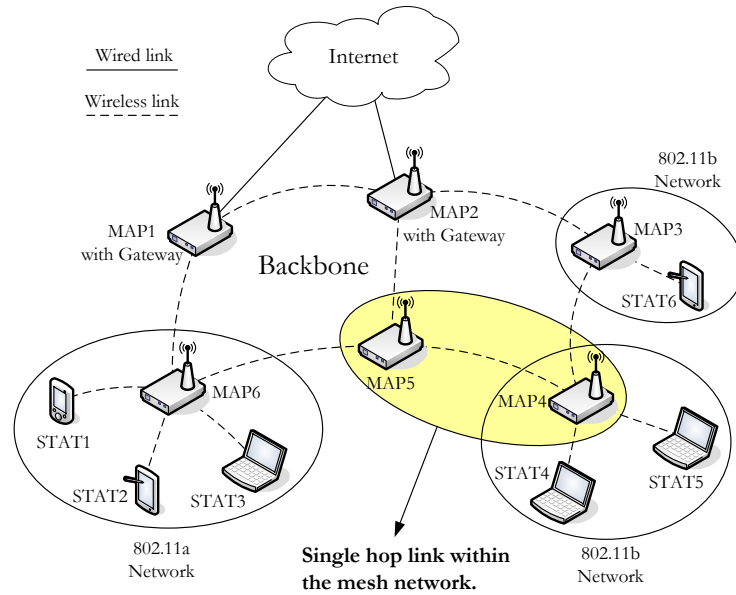 Internet
Wired link
Wireless link
802.11b
Network
MAP1
with Gateway
MAP2
with Gateway
MAP3
STAT6
Backbone
MAP5
MAP6
MAP4
STAT1
STAT2
STAT3
STAT4
STAT5
802.11a
Network
Single hop link within
the mesh network.
802.11b
Network